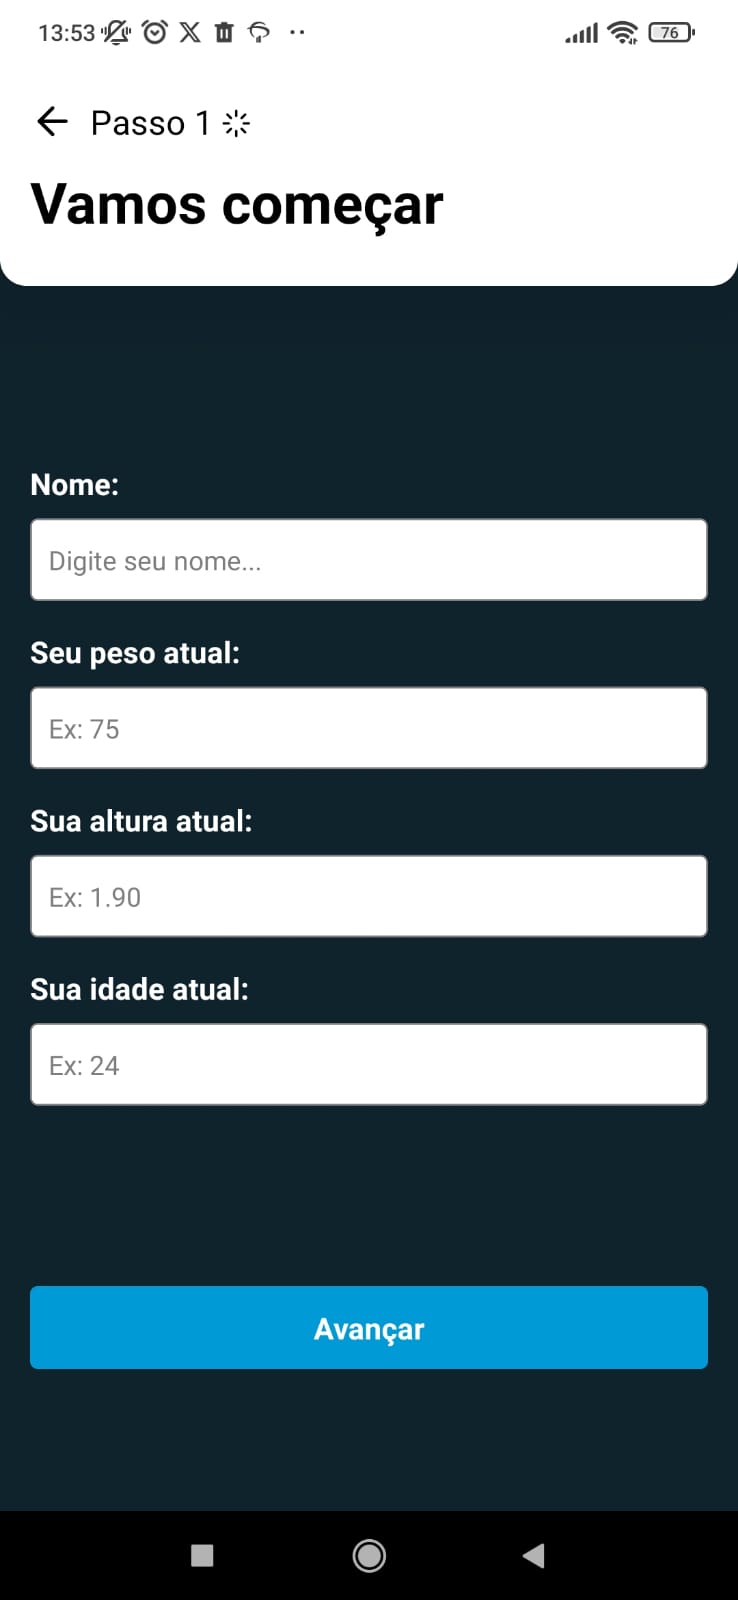 13:53
76
Passo 1
Vamos começar
Nome:
Digite seu nome...
Seu peso atual:
Ex: 75
Sua altura atual:
Ex: 1.90
Sua idade atual:
Ex: 24
Avançar